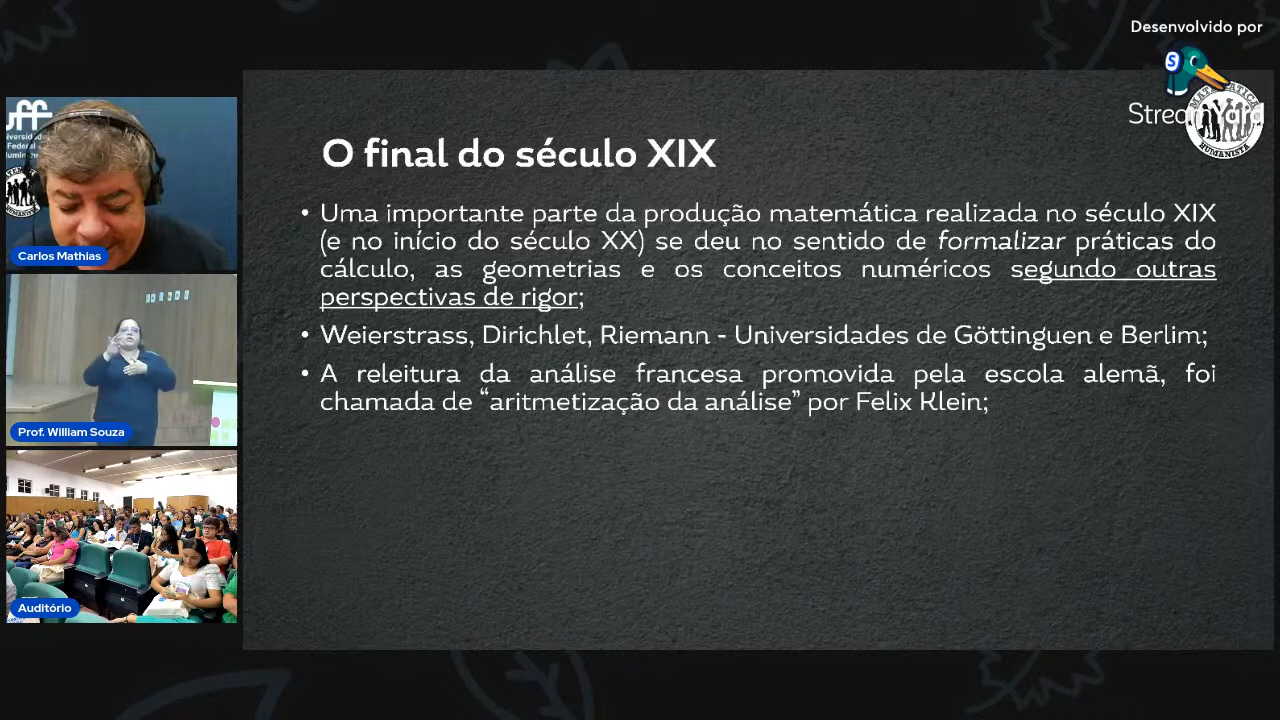 Desenvolvido por
S
MATEMÁTICA
HUMANISTA
uff
Carlos Mathias
Prof. William Souza
Auditório
O final do século XIX
• Uma importante parte da produção matemática realizada no século XIX
(e no início do século XX) se deu no sentido de formalizar práticas do
cálculo, as geometrias e os conceitos numéricos segundo outras
perspectivas de rigor;
• Weierstrass, Dirichlet, Riemann - Universidades de Göttinguen e Berlim;
• A releitura da análise francesa promovida pela escola alemã, foi
chamada de “aritmetização da análise” por Felix Klein;